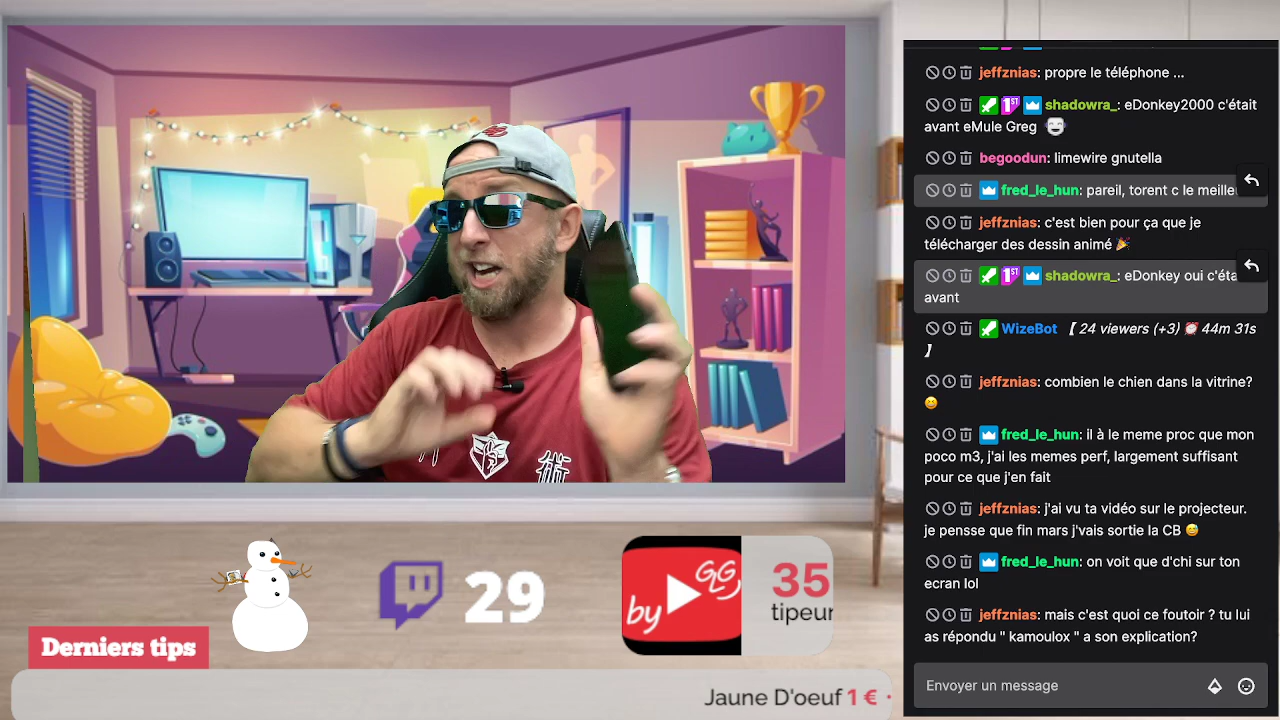 jeffznias: propre le téléphone ...
1ST shadowra_: eDonkey2000 c'était
avant eMule Greg
begoodun: limewire gnutella
fred_le_hun: pareil, torent c le meille
jeffznias: c'est bien pour ça que je
télécharger des dessin animé
1ST shadowra_: eDonkey oui c'éta
avant
WizeBot 【 24 viewers (+3) ⏰ 44m 31s
】
jeffznias: combien le chien dans la vitrine?
fred_le_hun: il à le meme proc que mon
poco m3, j'ai les memes perf, largement suffisant
pour ce que j'en fait
jeffznias: j'ai vu ta vidéo sur le projecteur.
je pensse que fin mars j'vais sortie la CB
fred_le_hun: on voit que d'chi sur ton
ecran lol
jeffznias: mais c'est quoi ce foutoir ? tu lui
as répondu " kamoulox " a son explication?
Envoyer un message
29
by GG
35
tipeur
Derniers tips
Jaune D'oeuf 1 € ·